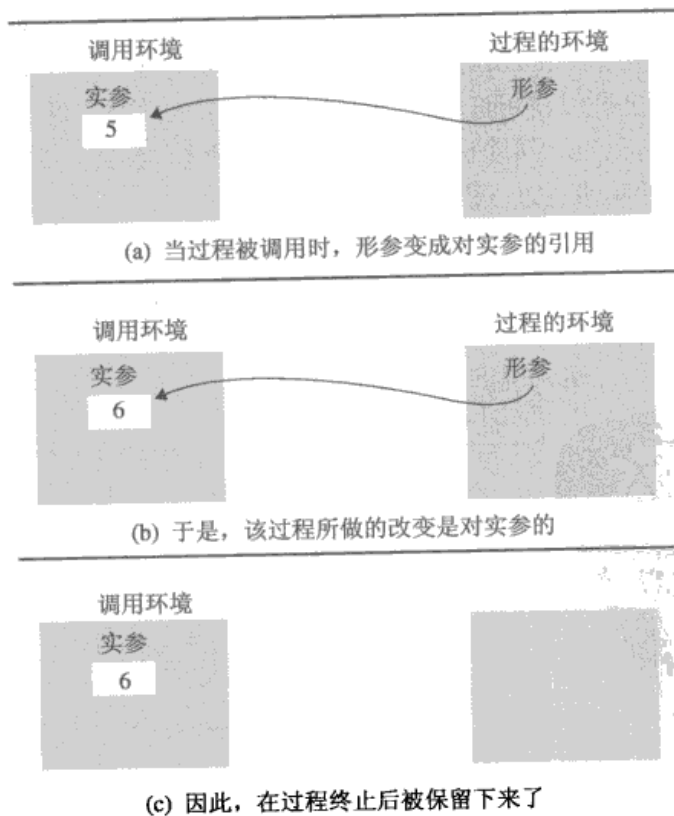 调用环境 过程的环境
实参 形参
5
(a) 当过程被调用时，形参变成对实参的引用
调用环境 过程的环境
实参 形参
6
(b) 于是，该过程所做的改变是对实参的
调用环境
实参
6
(c) 因此，在过程终止后被保留下来了